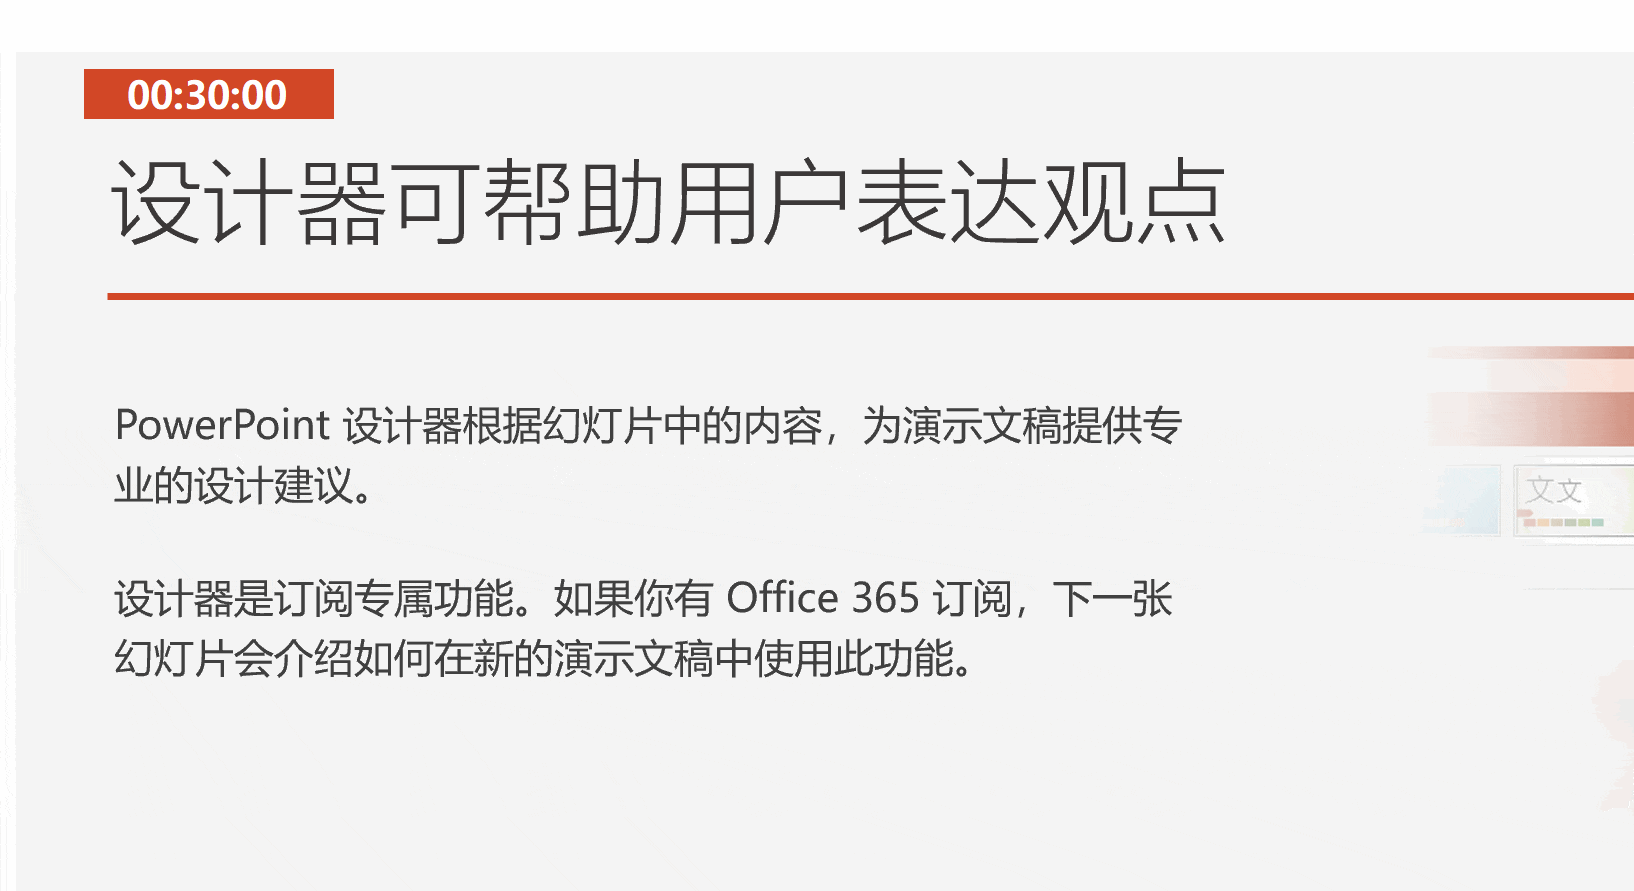 00:30:00
设计器可帮助用户表达观点
PowerPoint 设计器根据幻灯片中的内容，为演示文稿提供专
业的设计建议。
文文
设计器是订阅专属功能。如果你有 Office 365 订阅，下一张
幻灯片会介绍如何在新的演示文稿中使用此功能。